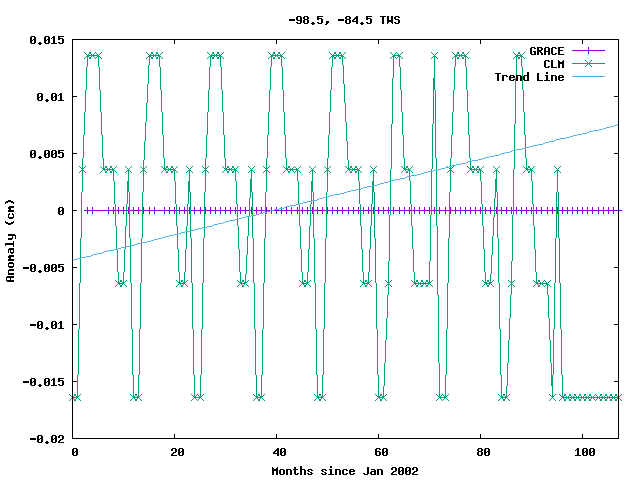 -98.5, -84.5 TWS
GRACE
CLM
Trend Line
0.015
0.01
0.005
0
-0.005
-0.01
-0.015
-0.02
Anomaly (cm)
0 20 40 60 80 100
Months since Jan 2002